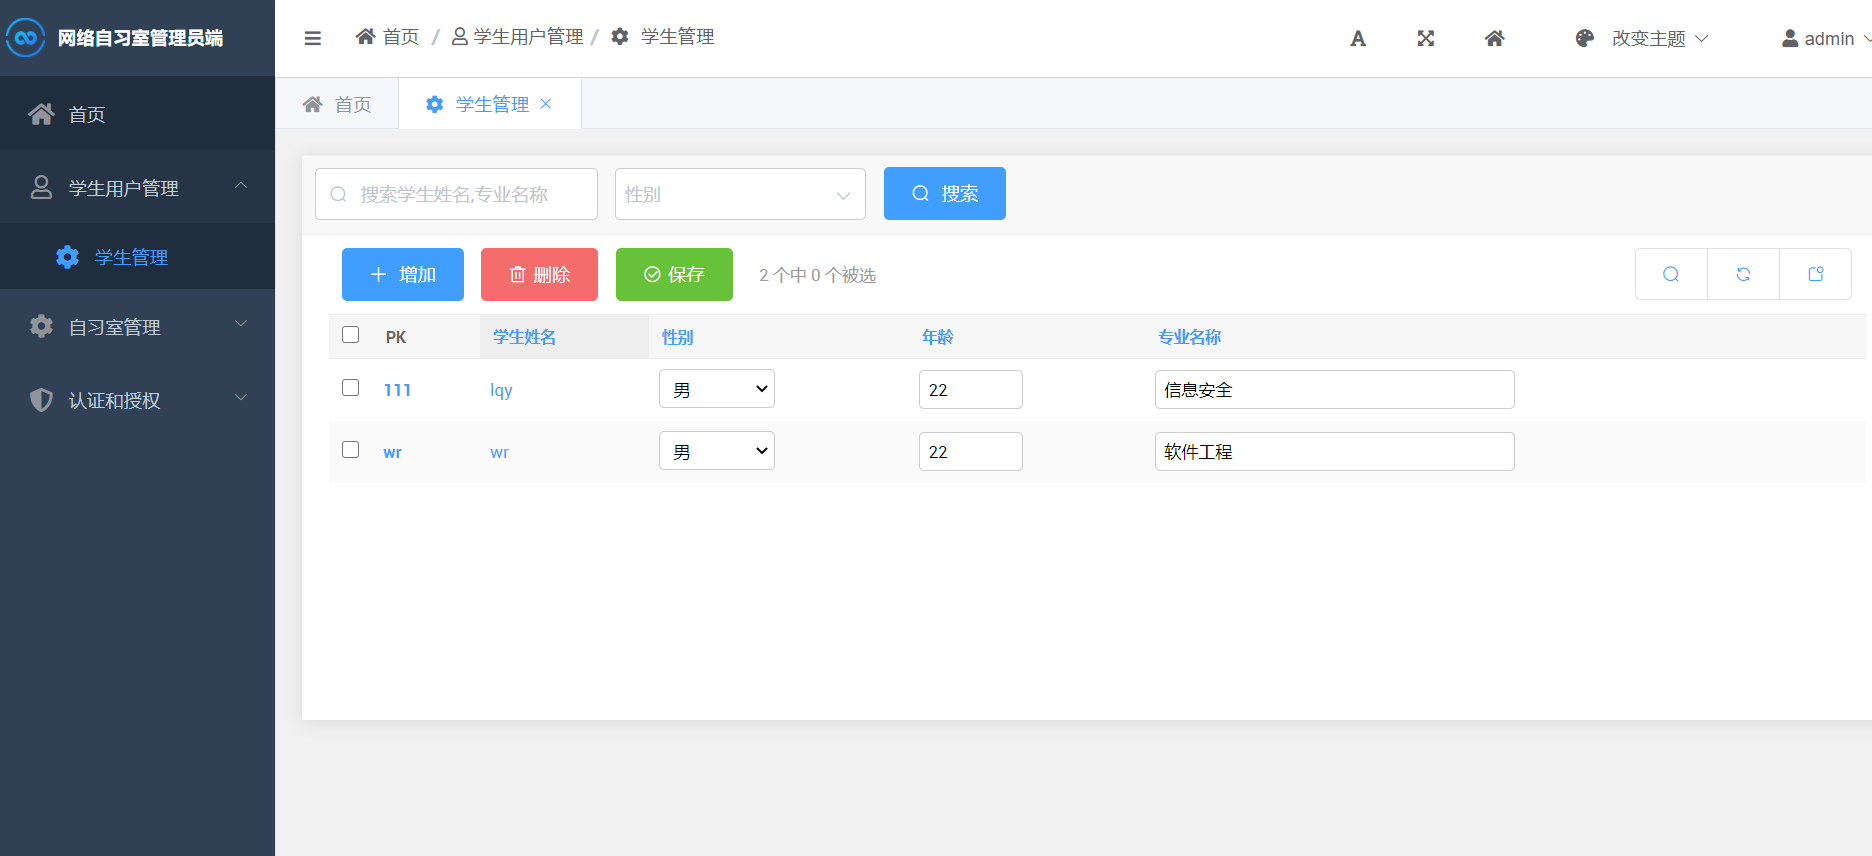 网络自习室管理员端
首页
学生用户管理
学生管理
自习室管理
认证和授权
首页 / 学生用户管理 / 学生管理
A
改变主题
admin
首页
学生管理
搜索学生姓名,专业名称
性别
搜索
增加
删除
保存
2 个中 0 个被选
PK 学生姓名 性别 年龄 专业名称
111 lqy 男 22 信息安全
wr wr 男 22 软件工程